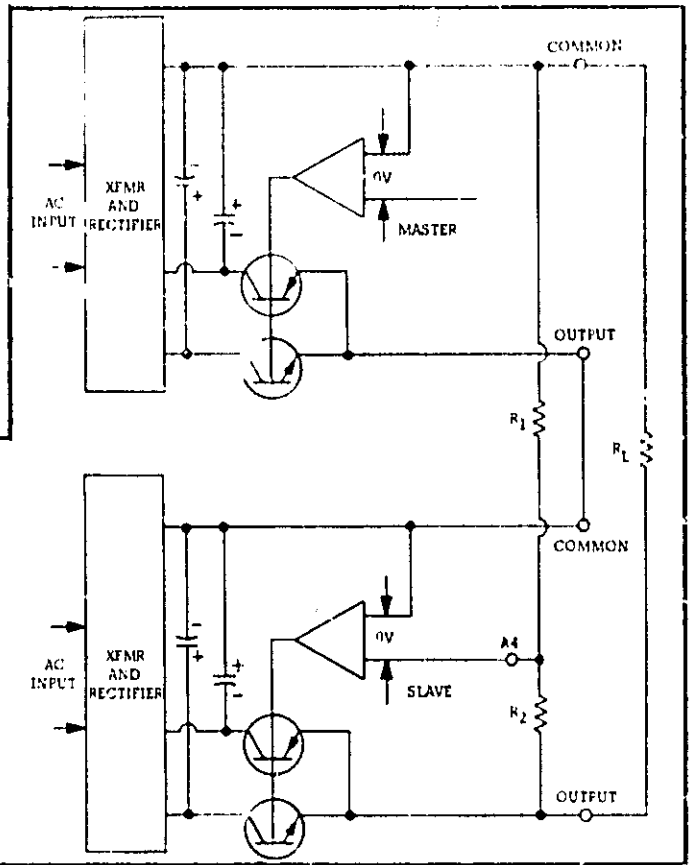 COMMON
XFMR
AND
RECTIFIER
AC
INPUT
-
+
+
-
0V
MASTER
OUTPUT
R1
RL
COMMON
XFMR
AND
RECTIFIER
AC
INPUT
-
+
+
-
0V
A4
SLAVE
R2
OUTPUT